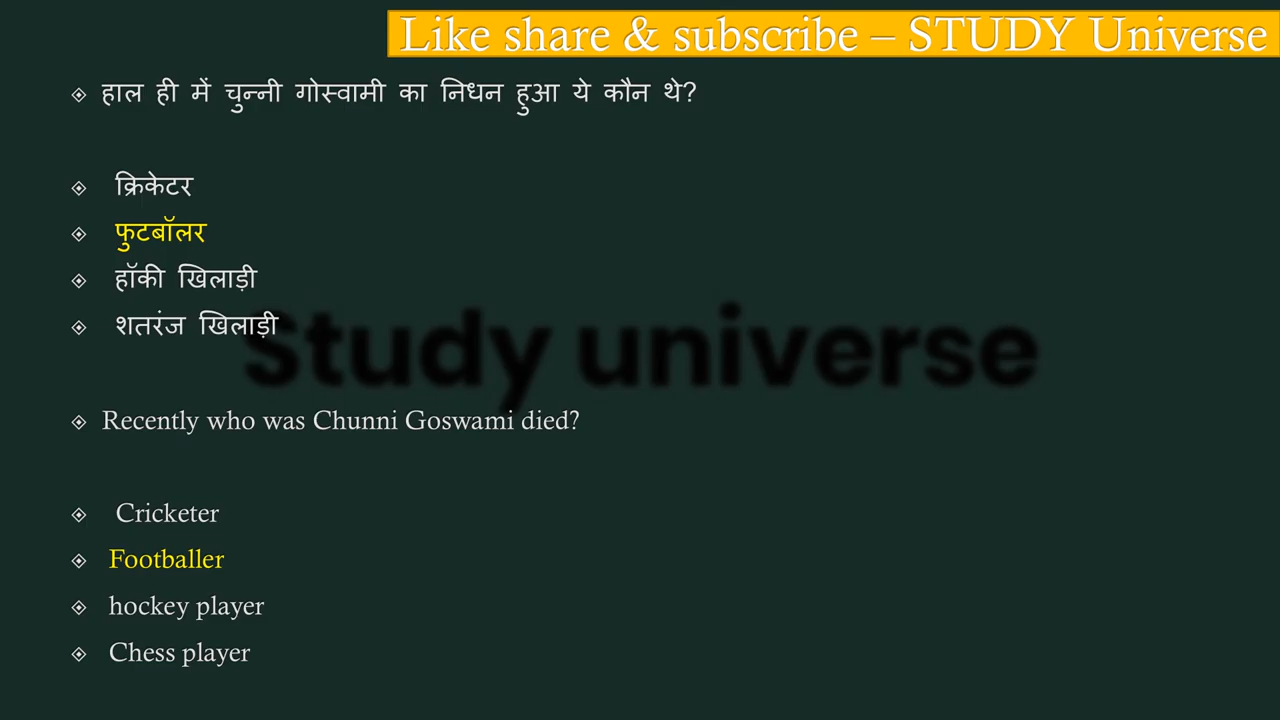 Like share & subscribe – STUDY Universe
हाल ही में चुन्नी गोस्वामी का निधन हुआ ये कौन थे?
क्रिकेटर
फुटबॉलर
हॉकी खिलाड़ी
शतरंज खिलाड़ी
Study universe
Recently who was Chunni Goswami died?
Cricketer
Footballer
hockey player
Chess player